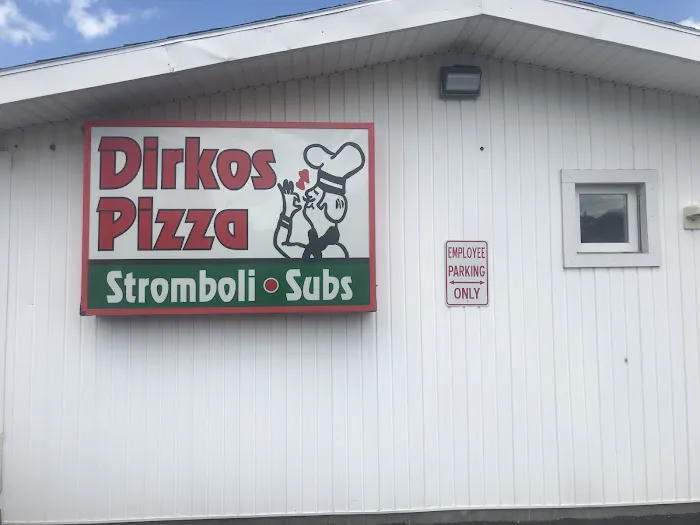 Dirkos
Pizza
Stromboli • Subs
EMPLOYEE
PARKING
ONLY